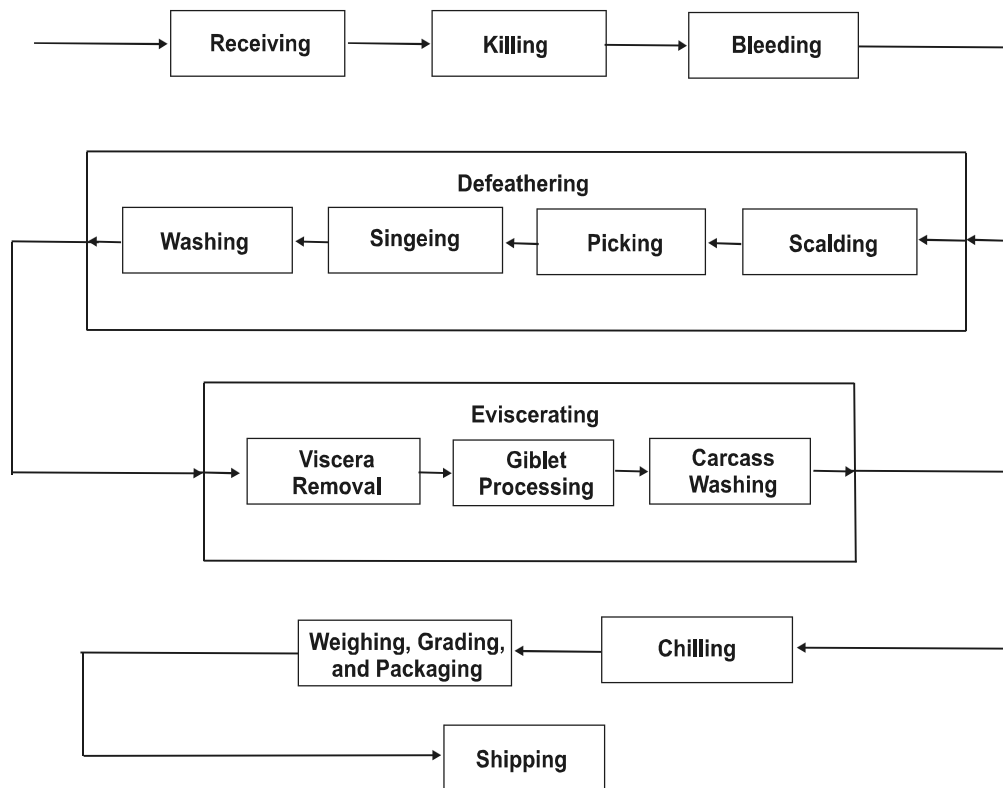 Receiving
Killing
Bleeding
Defeathering
Washing
Singeing
Picking
Scalding
Eviscerating
Viscera
Removal
Giblet
Processing
Carcass
Washing
Weighing, Grading,
and Packaging
Chilling
Shipping